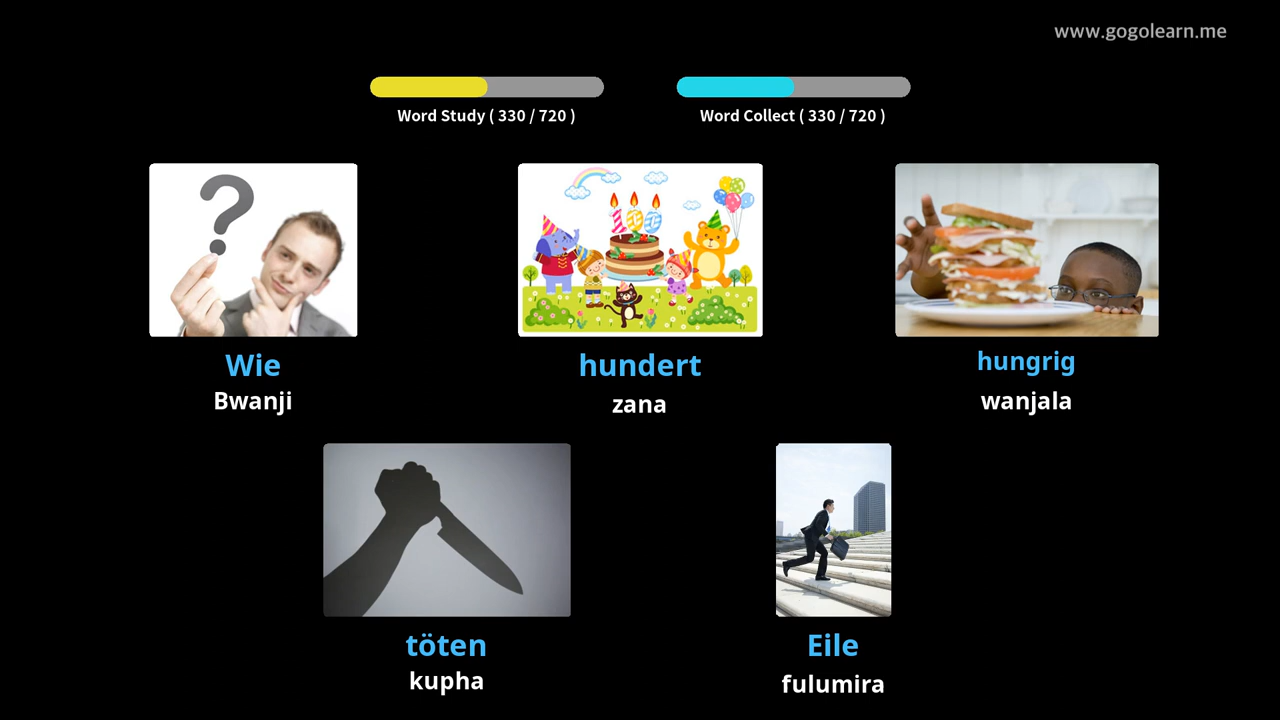 www.gogolearn.me
Word Study ( 330 / 720 )
Word Collect ( 330 / 720 )
100
Wie
Bwanji
hundert
zana
hungrig
wanjala
töten
kupha
Eile
fulumira